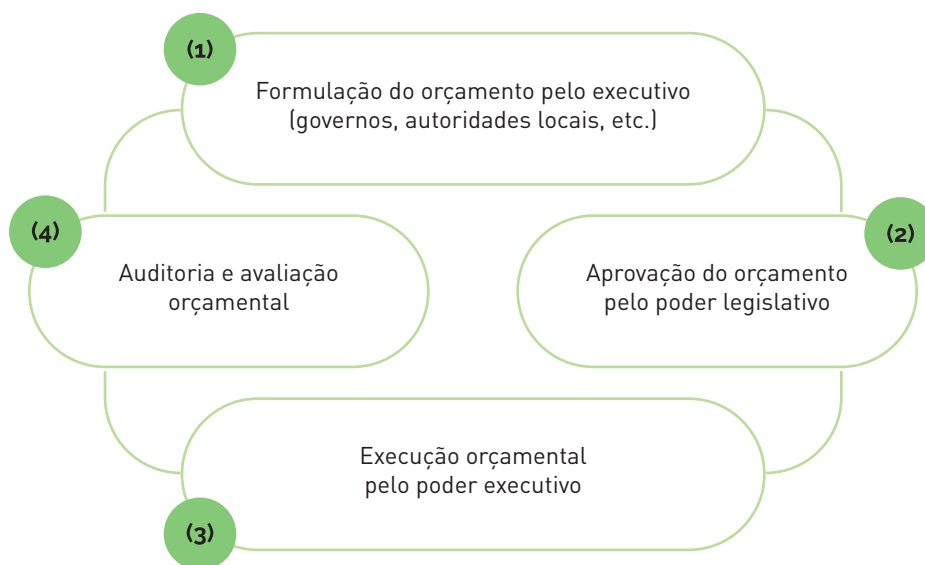 (1)
Formulação do orçamento pelo executivo
(governos, autoridades locais, etc.)
(2)
Aprovação do orçamento
pelo poder legislativo
(3)
Execução orçamental
pelo poder executivo
(4)
Auditoria e avaliação
orçamental